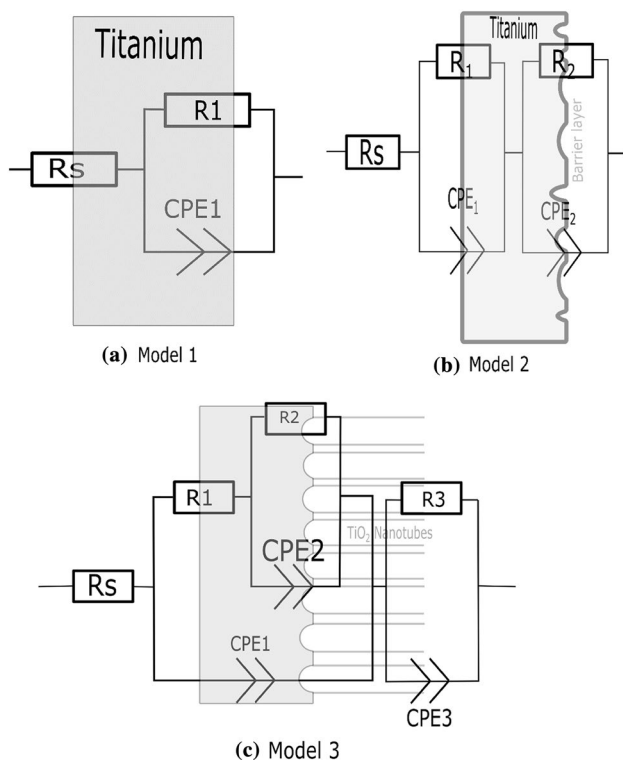 Titanium
R1
Rs
CPE1
(a) Model 1
Titanium
R₁
R₂
Rs
Barrier layer
CPE₁
CPE₂
(b) Model 2
R2
R1
R3
TiO₂ Nanotubes
CPE2
Rs
CPE1
CPE3
(c) Model 3